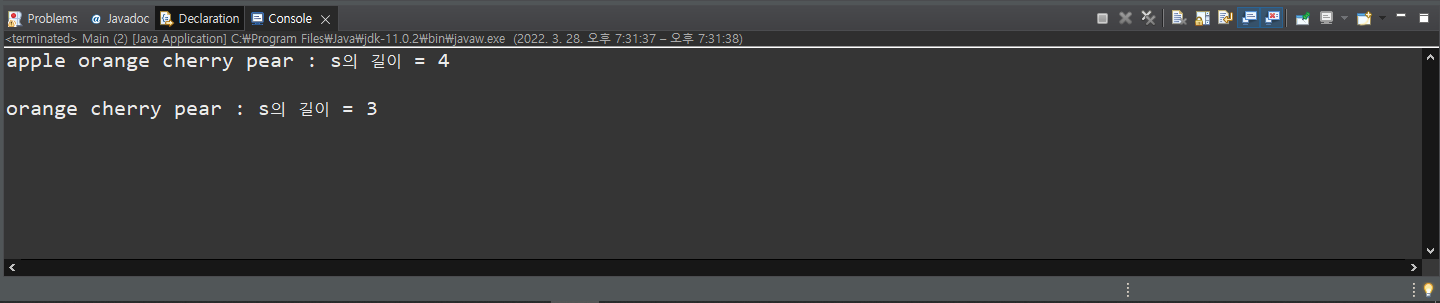 Problems Javadoc Declaration Console
<terminated> Main (2) [Java Application] C:₩Program Files₩Java₩jdk-11.0.2₩bin₩javaw.exe (2022. 3. 28. 오후 7:31:37 – 오후 7:31:38)
apple orange cherry pear : s의 길이 = 4
orange cherry pear : s의 길이 = 3